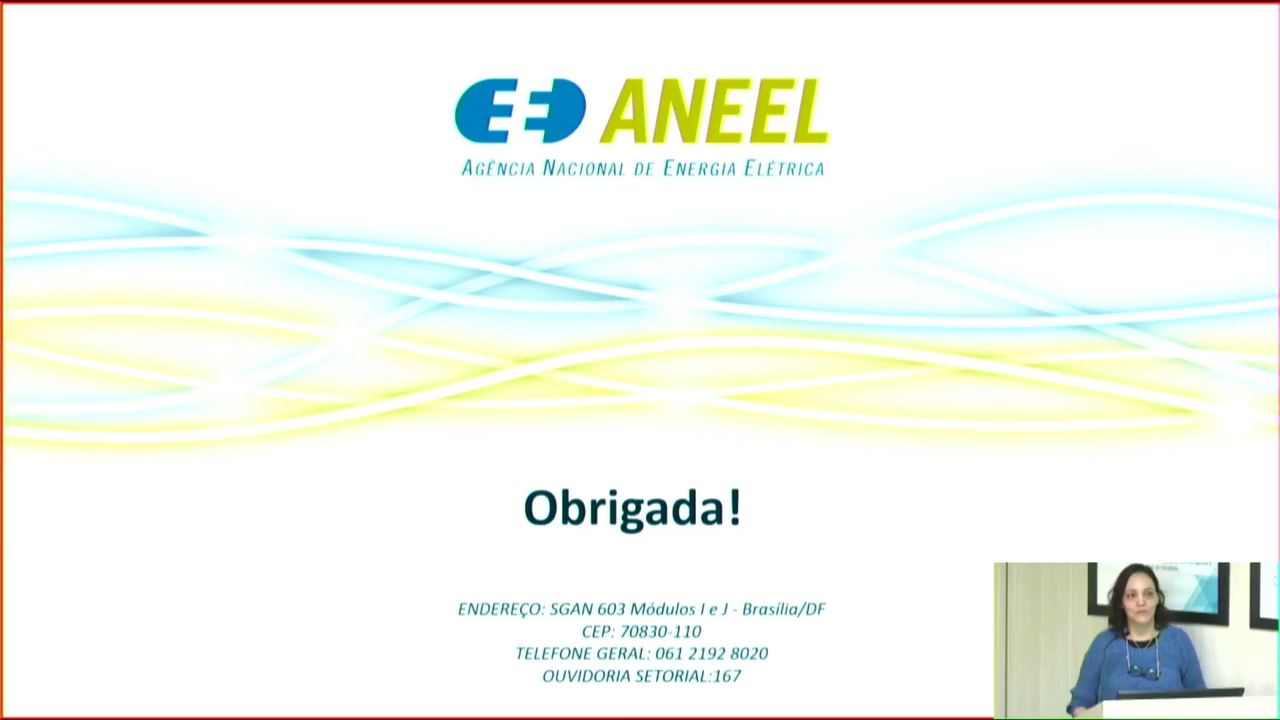 ANEEL
AGÊNCIA NACIONAL DE ENERGIA ELÉTRICA
Obrigada!
ENDEREÇO: SGAN 603 Módulos I e J - Brasília/DF
CEP: 70830-110
TELEFONE GERAL: 061 2192 8020
OUVIDORIA SETORIAL:167